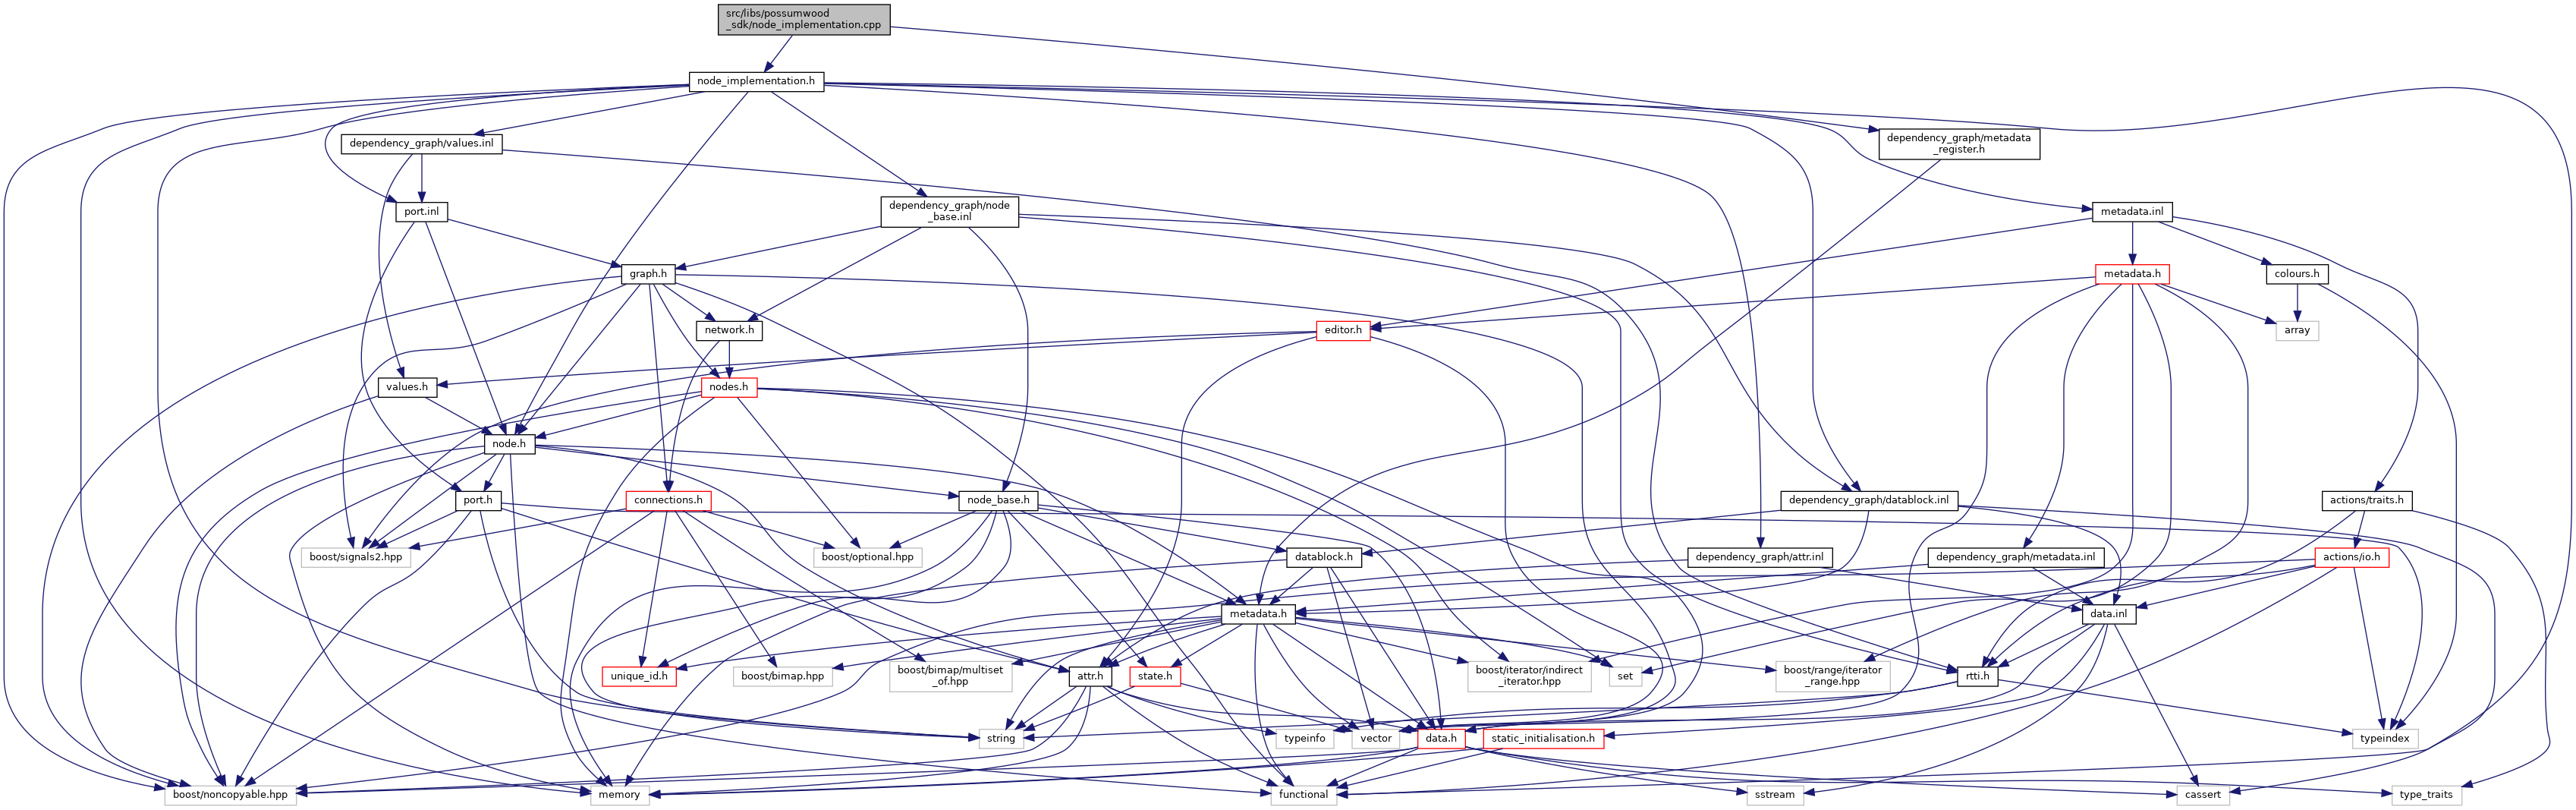 src/libs/possumwood
_sdk/node_implementation.cpp
node_implementation.h
dependency_graph/values.inl
dependency_graph/metadata
_register.h
port.inl
dependency_graph/node
_base.inl
metadata.inl
graph.h
metadata.h
colours.h
network.h
editor.h
array
values.h
nodes.h
node.h
port.h
connections.h
node_base.h
dependency_graph/datablock.inl
actions/traits.h
boost/signals2.hpp
boost/optional.hpp
datablock.h
dependency_graph/attr.inl
dependency_graph/metadata.inl
actions/io.h
metadata.h
data.inl
unique_id.h
boost/bimap.hpp
boost/bimap/multiset
_of.hpp
attr.h
state.h
boost/iterator/indirect
_iterator.hpp
set
boost/range/iterator
_range.hpp
rtti.h
string
typeinfo
vector
data.h
static_initialisation.h
typeindex
boost/noncopyable.hpp
memory
functional
sstream
cassert
type_traits